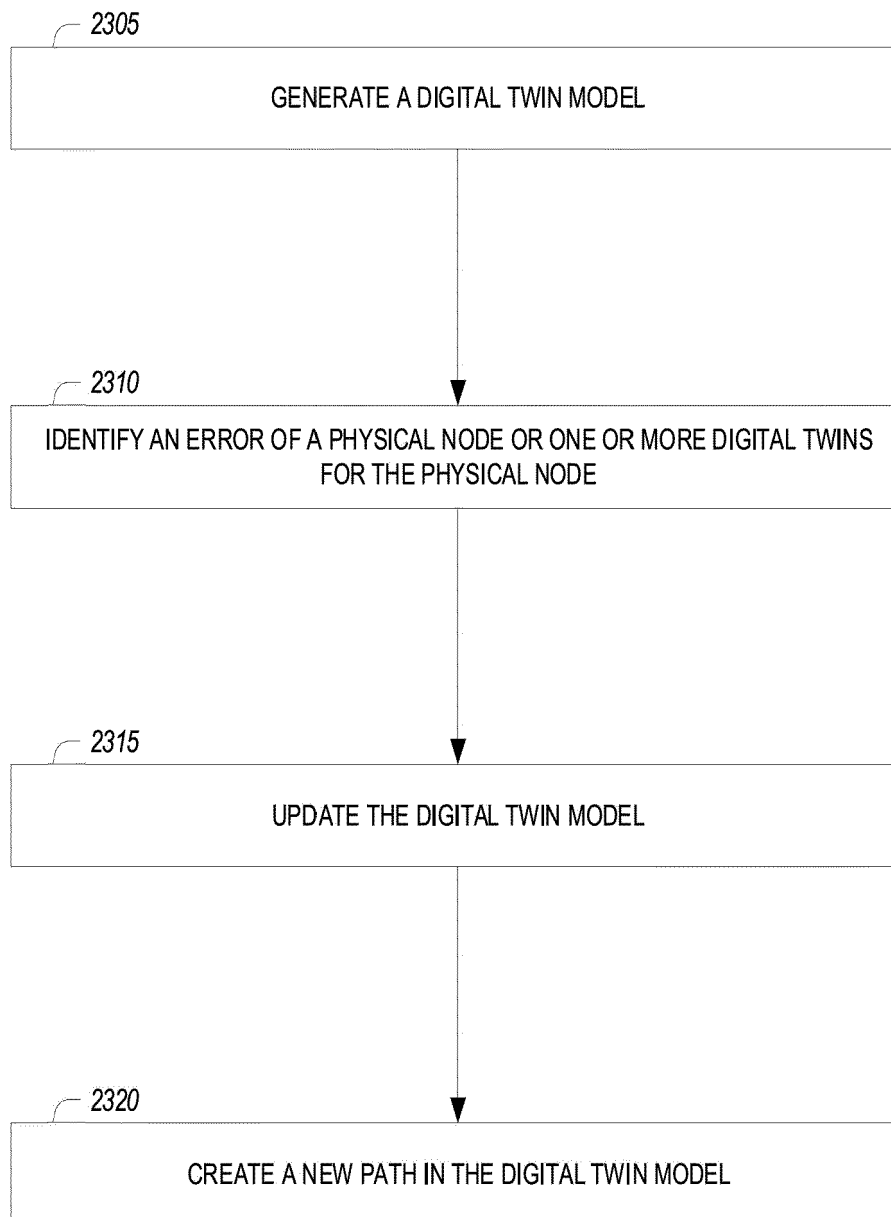 2305
GENERATE A DIGITAL TWIN MODEL
2310
IDENTIFY AN ERROR OF A PHYSICAL NODE OR ONE OR MORE DIGITAL TWINS
FOR THE PHYSICAL NODE
2315
UPDATE THE DIGITAL TWIN MODEL
2320
CREATE A NEW PATH IN THE DIGITAL TWIN MODEL